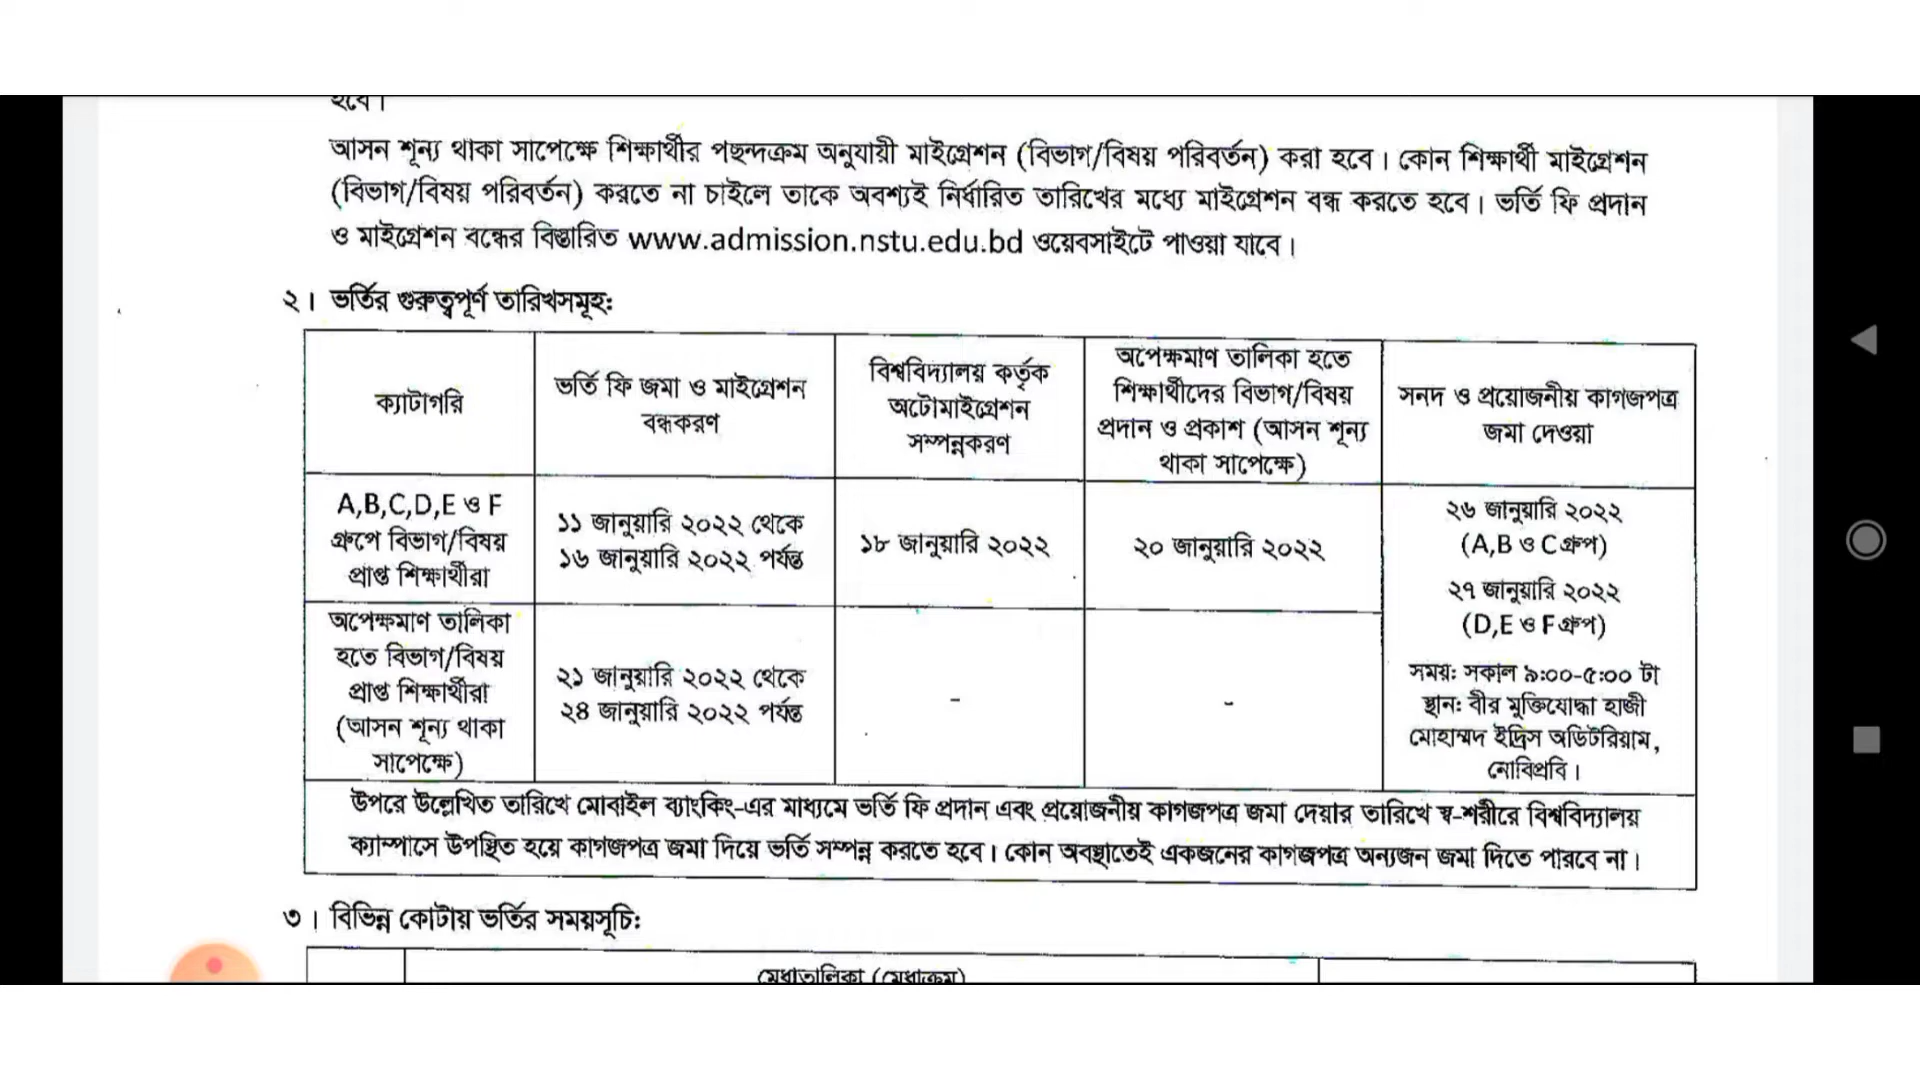 হবে।
আসন শূন্য থাকা সাপেক্ষে শিক্ষার্থীর পছন্দক্রম অনুযায়ী মাইগ্রেশন (বিভাগ/বিষয় পরিবর্তন) করা হবে। কোন শিক্ষার্থী মাইগ্রেশন
(বিভাগ/বিষয় পরিবর্তন) করতে না চাইলে তাকে অবশ্যই নির্ধারিত তারিখের মধ্যে মাইগ্রেশন বন্ধ করতে হবে। ভর্তি ফি প্রদান
ও মাইগ্রেশন বন্ধের বিস্তারিত www.admission.nstu.edu.bd ওয়েবসাইটে পাওয়া যাবে।
২। ভর্তির গুরুত্বপূর্ণ তারিখসমূহঃ
ক্যাটাগরি
ভর্তি ফি জমা ও মাইগ্রেশন
বন্ধকরণ
বিশ্ববিদ্যালয় কর্তৃক
অটোমাইগ্রেশন
সম্পন্নকরণ
অপেক্ষমাণ তালিকা হতে
শিক্ষার্থীদের বিভাগ/বিষয়
প্রদান ও প্রকাশ (আসন শূন্য
থাকা সাপেক্ষে)
সনদ ও প্রয়োজনীয় কাগজপত্র
জমা দেওয়া
A,B,C,D,E ও F
গ্রুপে বিভাগ/বিষয়
প্রাপ্ত শিক্ষার্থীরা
১১ জানুয়ারি ২০২২ থেকে
১৬ জানুয়ারি ২০২২ পর্যন্ত
১৮ জানুয়ারি ২০২২
২০ জানুয়ারি ২০২২
২৬ জানুয়ারি ২০২২
(A,B ও C গ্রুপ)
২৭ জানুয়ারি ২০২২
(D,E ও F গ্রুপ)
সময়ঃ সকাল ৯:০০-৫:০০ টা
স্থানঃ বীর মুক্তিযোদ্ধা হাজী
মোহাম্মদ ইদ্রিস অডিটরিয়াম,
নোবিপ্রবি।
অপেক্ষমাণ তালিকা
হতে বিভাগ/বিষয়
প্রাপ্ত শিক্ষার্থীরা
(আসন শূন্য থাকা
সাপেক্ষে)
২১ জানুয়ারি ২০২২ থেকে
২৪ জানুয়ারি ২০২২ পর্যন্ত
-
-
উপরে উল্লেখিত তারিখে মোবাইল ব্যাংকিং-এর মাধ্যমে ভর্তি ফি প্রদান এবং প্রয়োজনীয় কাগজপত্র জমা দেয়ার তারিখে স্ব-শরীরে বিশ্ববিদ্যালয়
ক্যাম্পাসে উপস্থিত হয়ে কাগজপত্র জমা দিয়ে ভর্তি সম্পন্ন করতে হবে। কোন অবস্থাতেই একজনের কাগজপত্র অন্যজন জমা দিতে পারবে না।
৩। বিভিন্ন কোটায় ভর্তির সময়সূচিঃ
মেধাতালিকা (মেধাক্রম)